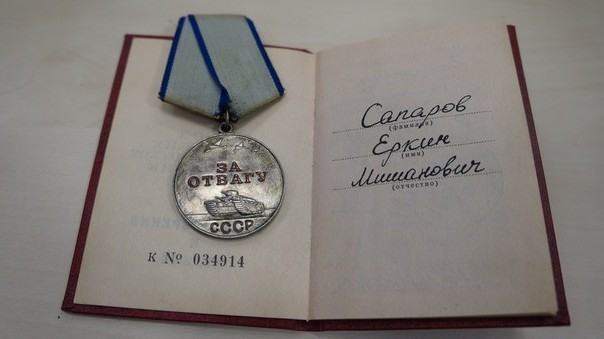 ЗА
ОТВАГУ
СССР
К № 034914
Сапаров
(фамилия)
Еркин
(имя)
Мишанович
(отчество)